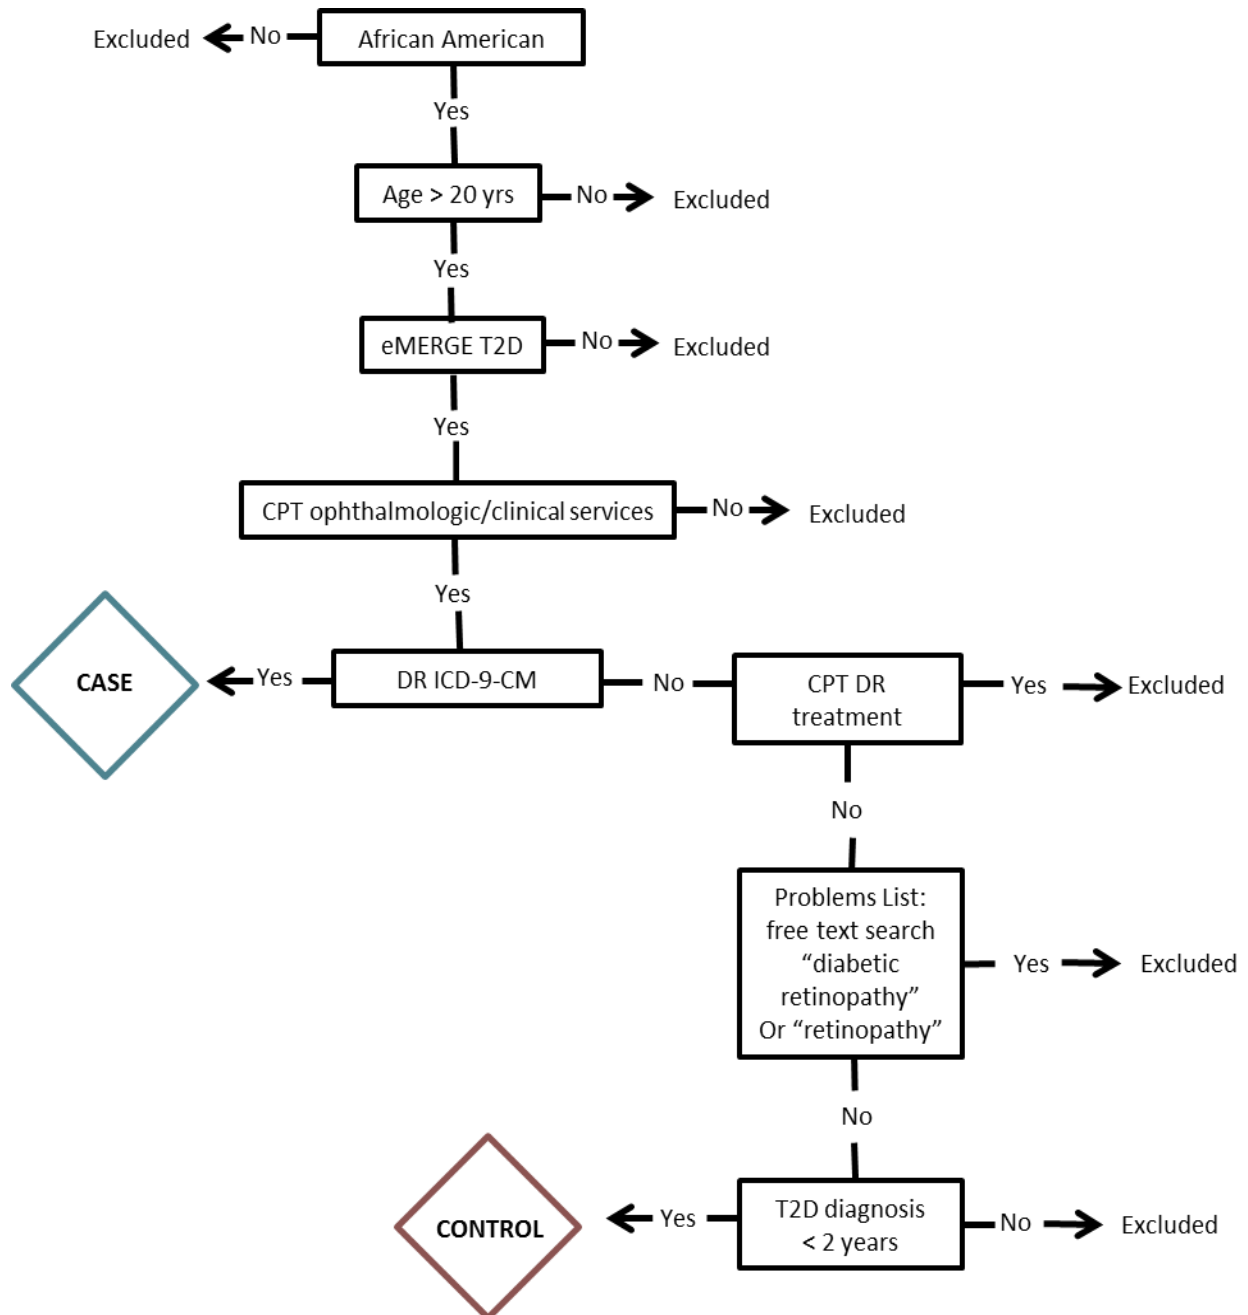 Excluded
No
African American
Yes
Age > 20 yrs
No
Excluded
Yes
eMERGE T2D
No
Excluded
Yes
CPT ophthalmologic/clinical services
No
Excluded
Yes
CASE
Yes
DR ICD-9-CM
No
CPT DR
treatment
Yes
Excluded
No
Problems List:
free text search
“diabetic
retinopathy”
Or “retinopathy”
Yes
Excluded
No
CONTROL
Yes
T2D diagnosis
< 2 years
No
Excluded